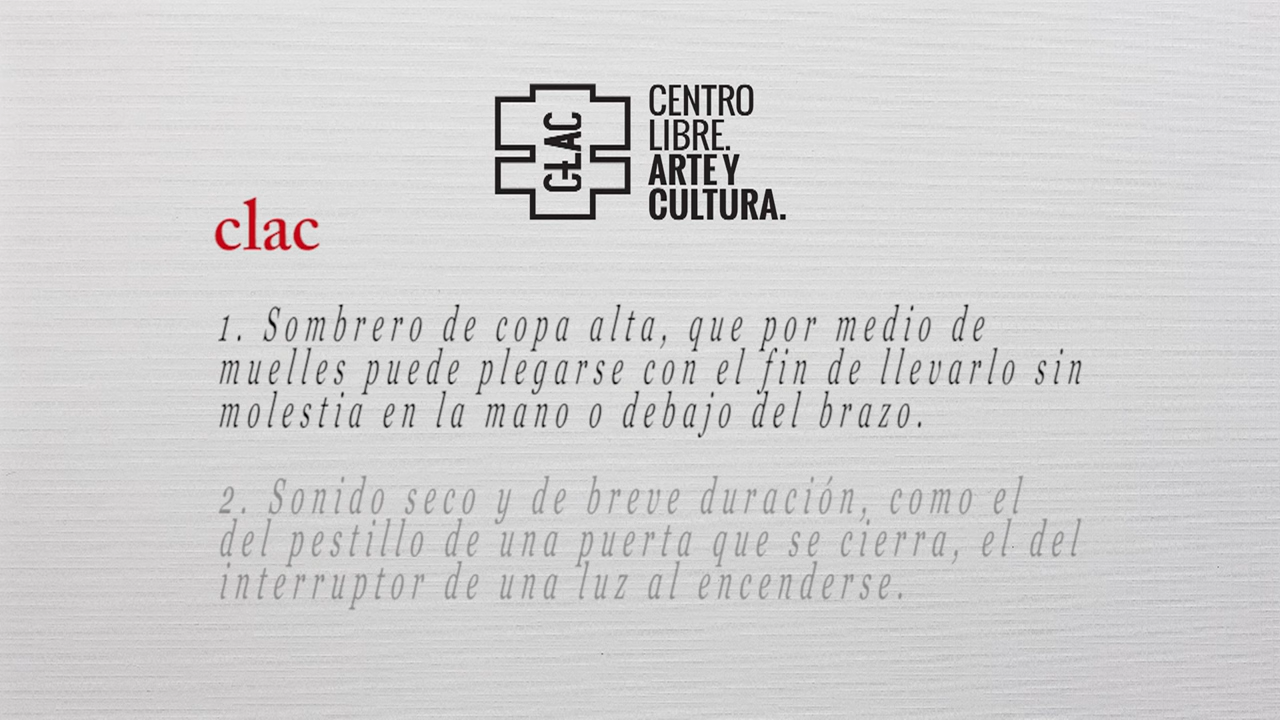 CLAC
CENTRO
LIBRE.
ARTE Y
CULTURA.
clac
1. Sombrero de copa alta, que por medio de
muelles puede plegarse con el fin de llevarlo sin
molestia en la mano o debajo del brazo.
2. Sonido seco y de breve duración, como el
del pestillo de una puerta que se cierra, el del
interruptor de una luz al encenderse.